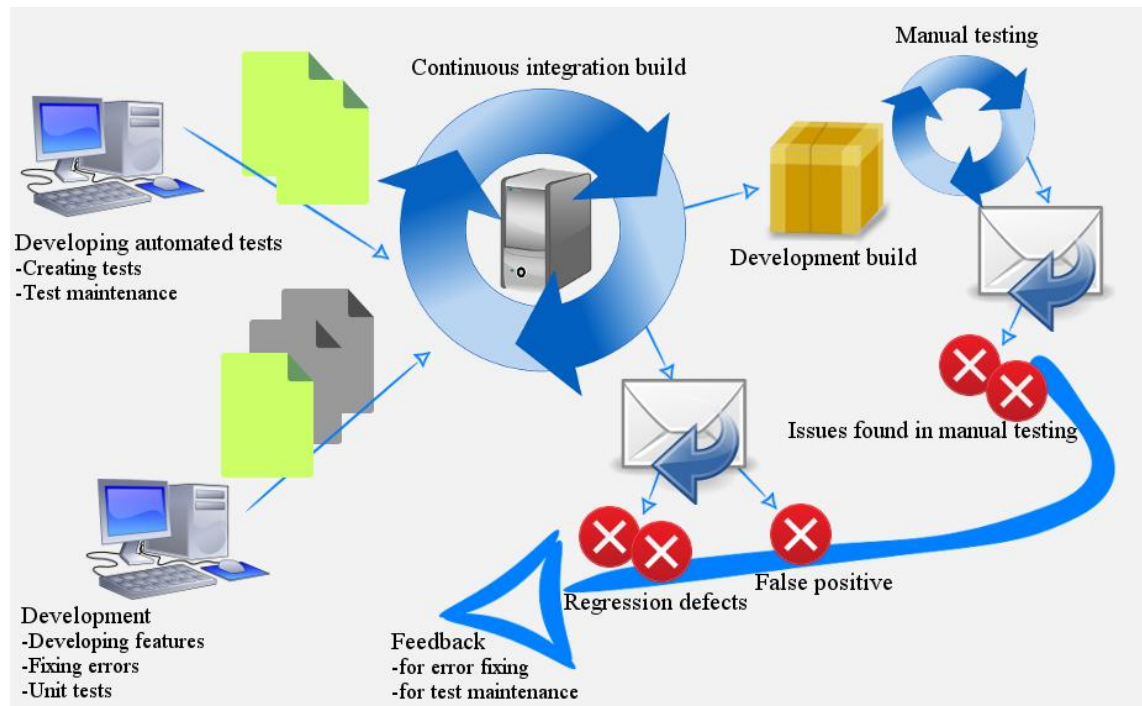 Manual testing
Continuous integration build
Developing automated tests
-Creating tests
-Test maintenance
Development build
Issues found in manual testing
False positive
Regression defects
Development
-Developing features
-Fixing errors
-Unit tests
Feedback
-for error fixing
-for test maintenance